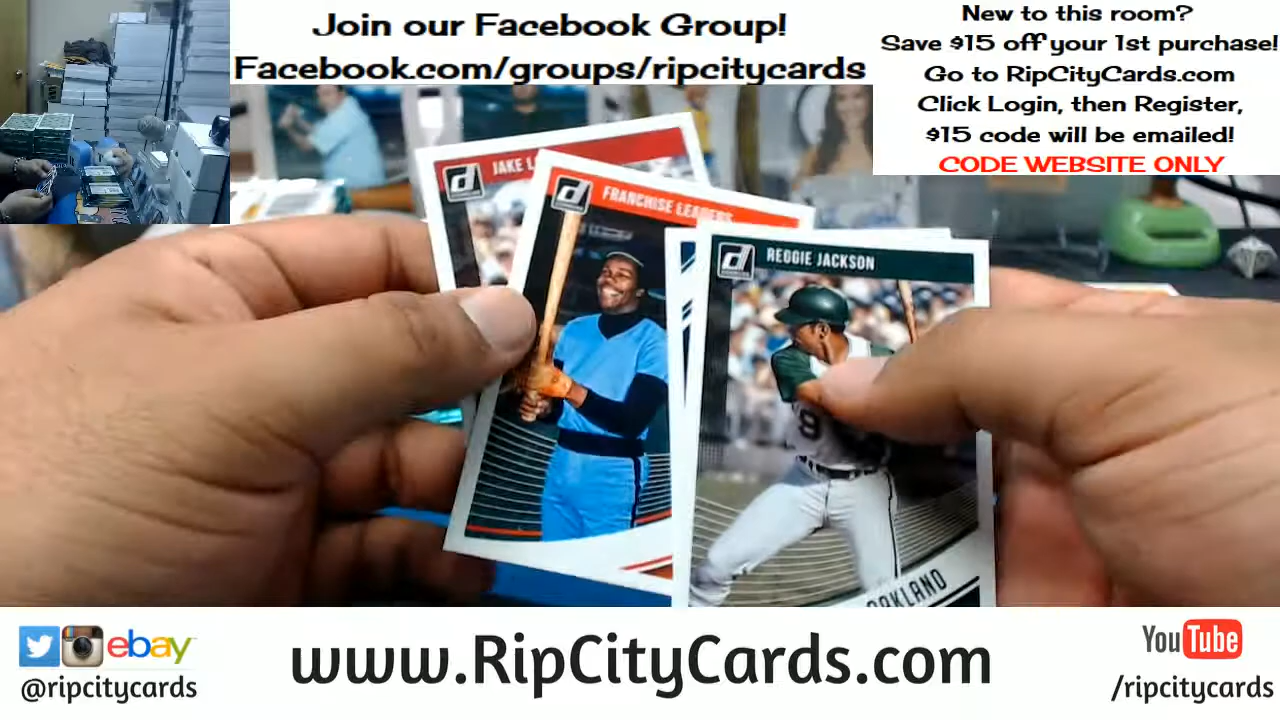 Join our Facebook Group!
Facebook.com/groups/ripcitycards
New to this room?
Save $15 off your 1st purchase!
Go to RipCityCards.com
Click Login, then Register,
$15 code will be emailed!
CODE WEBSITE ONLY
JAKE
FRANCHISE LEADERS
REGGIE JACKSON
8
OAKLAND
ebay
@ripcitycards
www.RipCityCards.com
YouTube
/ripcitycards